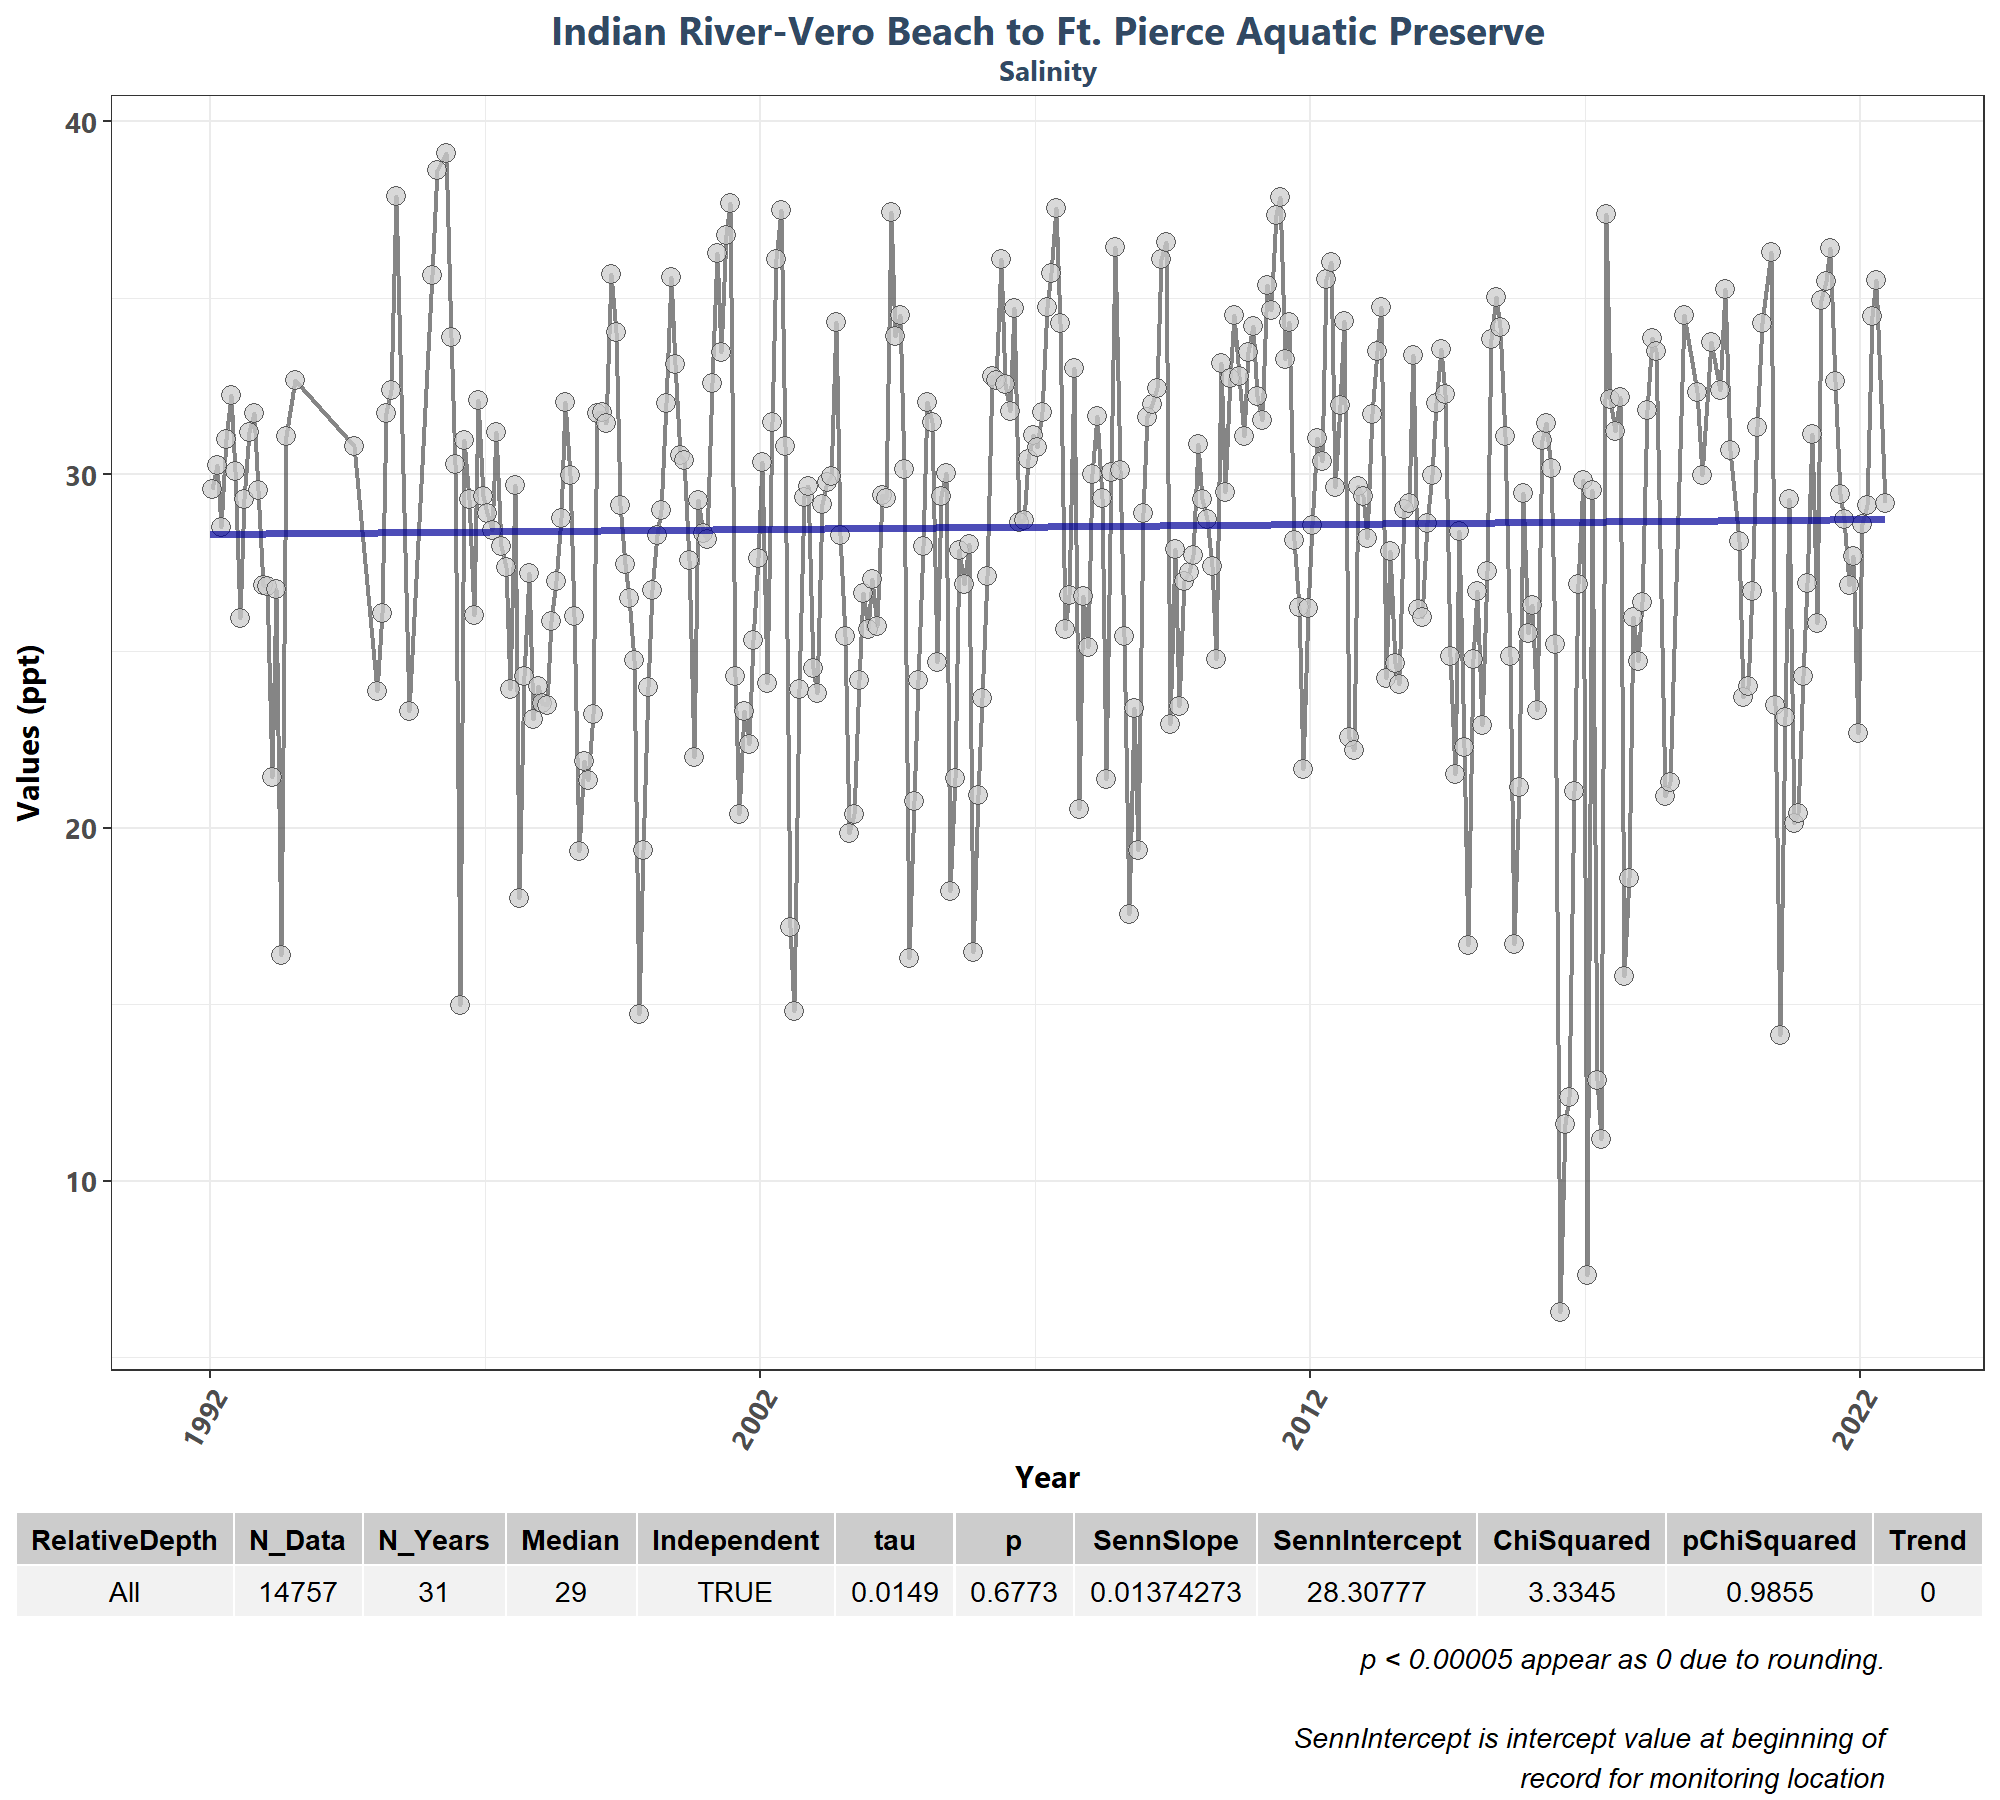 Indian River-Vero Beach to Ft. Pierce Aquatic Preserve
Salinity
40
30
20
10
Values (ppt)
1992
2002
2012
2022
Year
RelativeDepth N_Data N_Years Median Independent tau p SennSlope SennIntercept ChiSquared pChiSquared Trend
All 14757 31 29 TRUE 0.0149 0.6773 0.01374273 28.30777 3.3345 0.9855 0
p < 0.00005 appear as 0 due to rounding.
SennIntercept is intercept value at beginning of
record for monitoring location